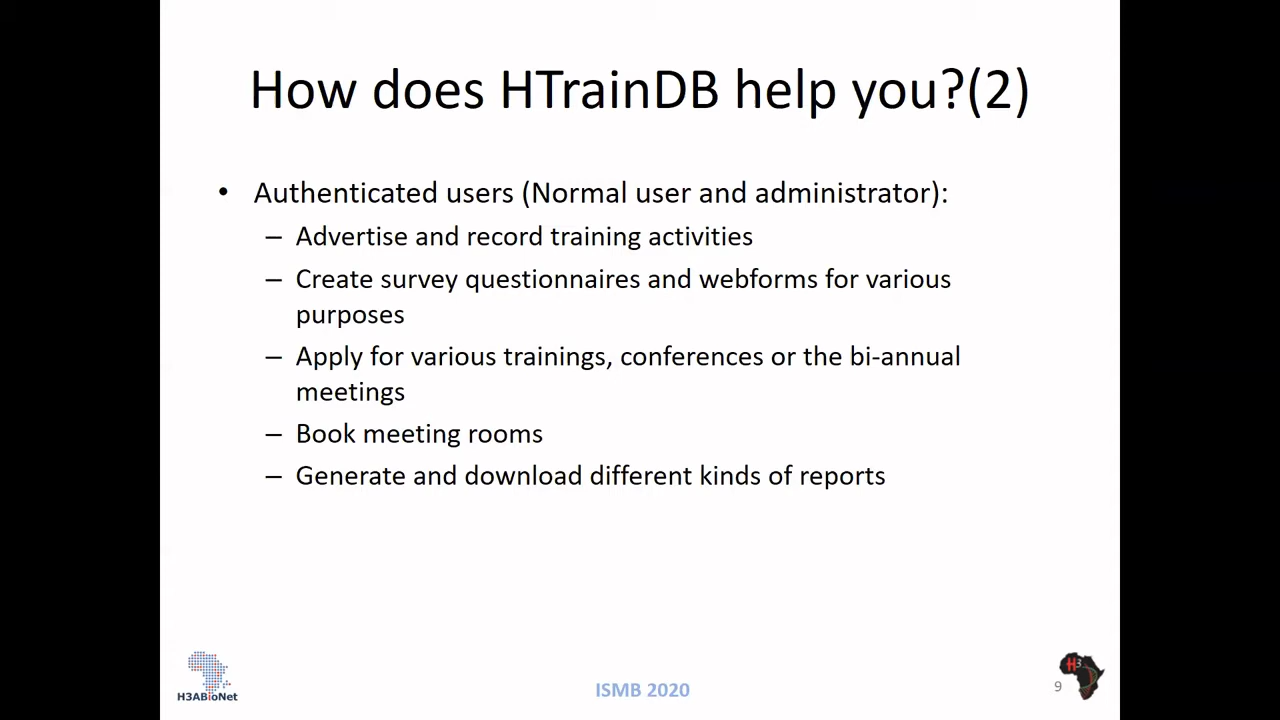 How does HTrainDB help you?(2)
• Authenticated users (Normal user and administrator):
– Advertise and record training activities
– Create survey questionnaires and webforms for various
purposes
– Apply for various trainings, conferences or the bi-annual
meetings
– Book meeting rooms
– Generate and download different kinds of reports
H3ABioNet
ISMB 2020
9
H3